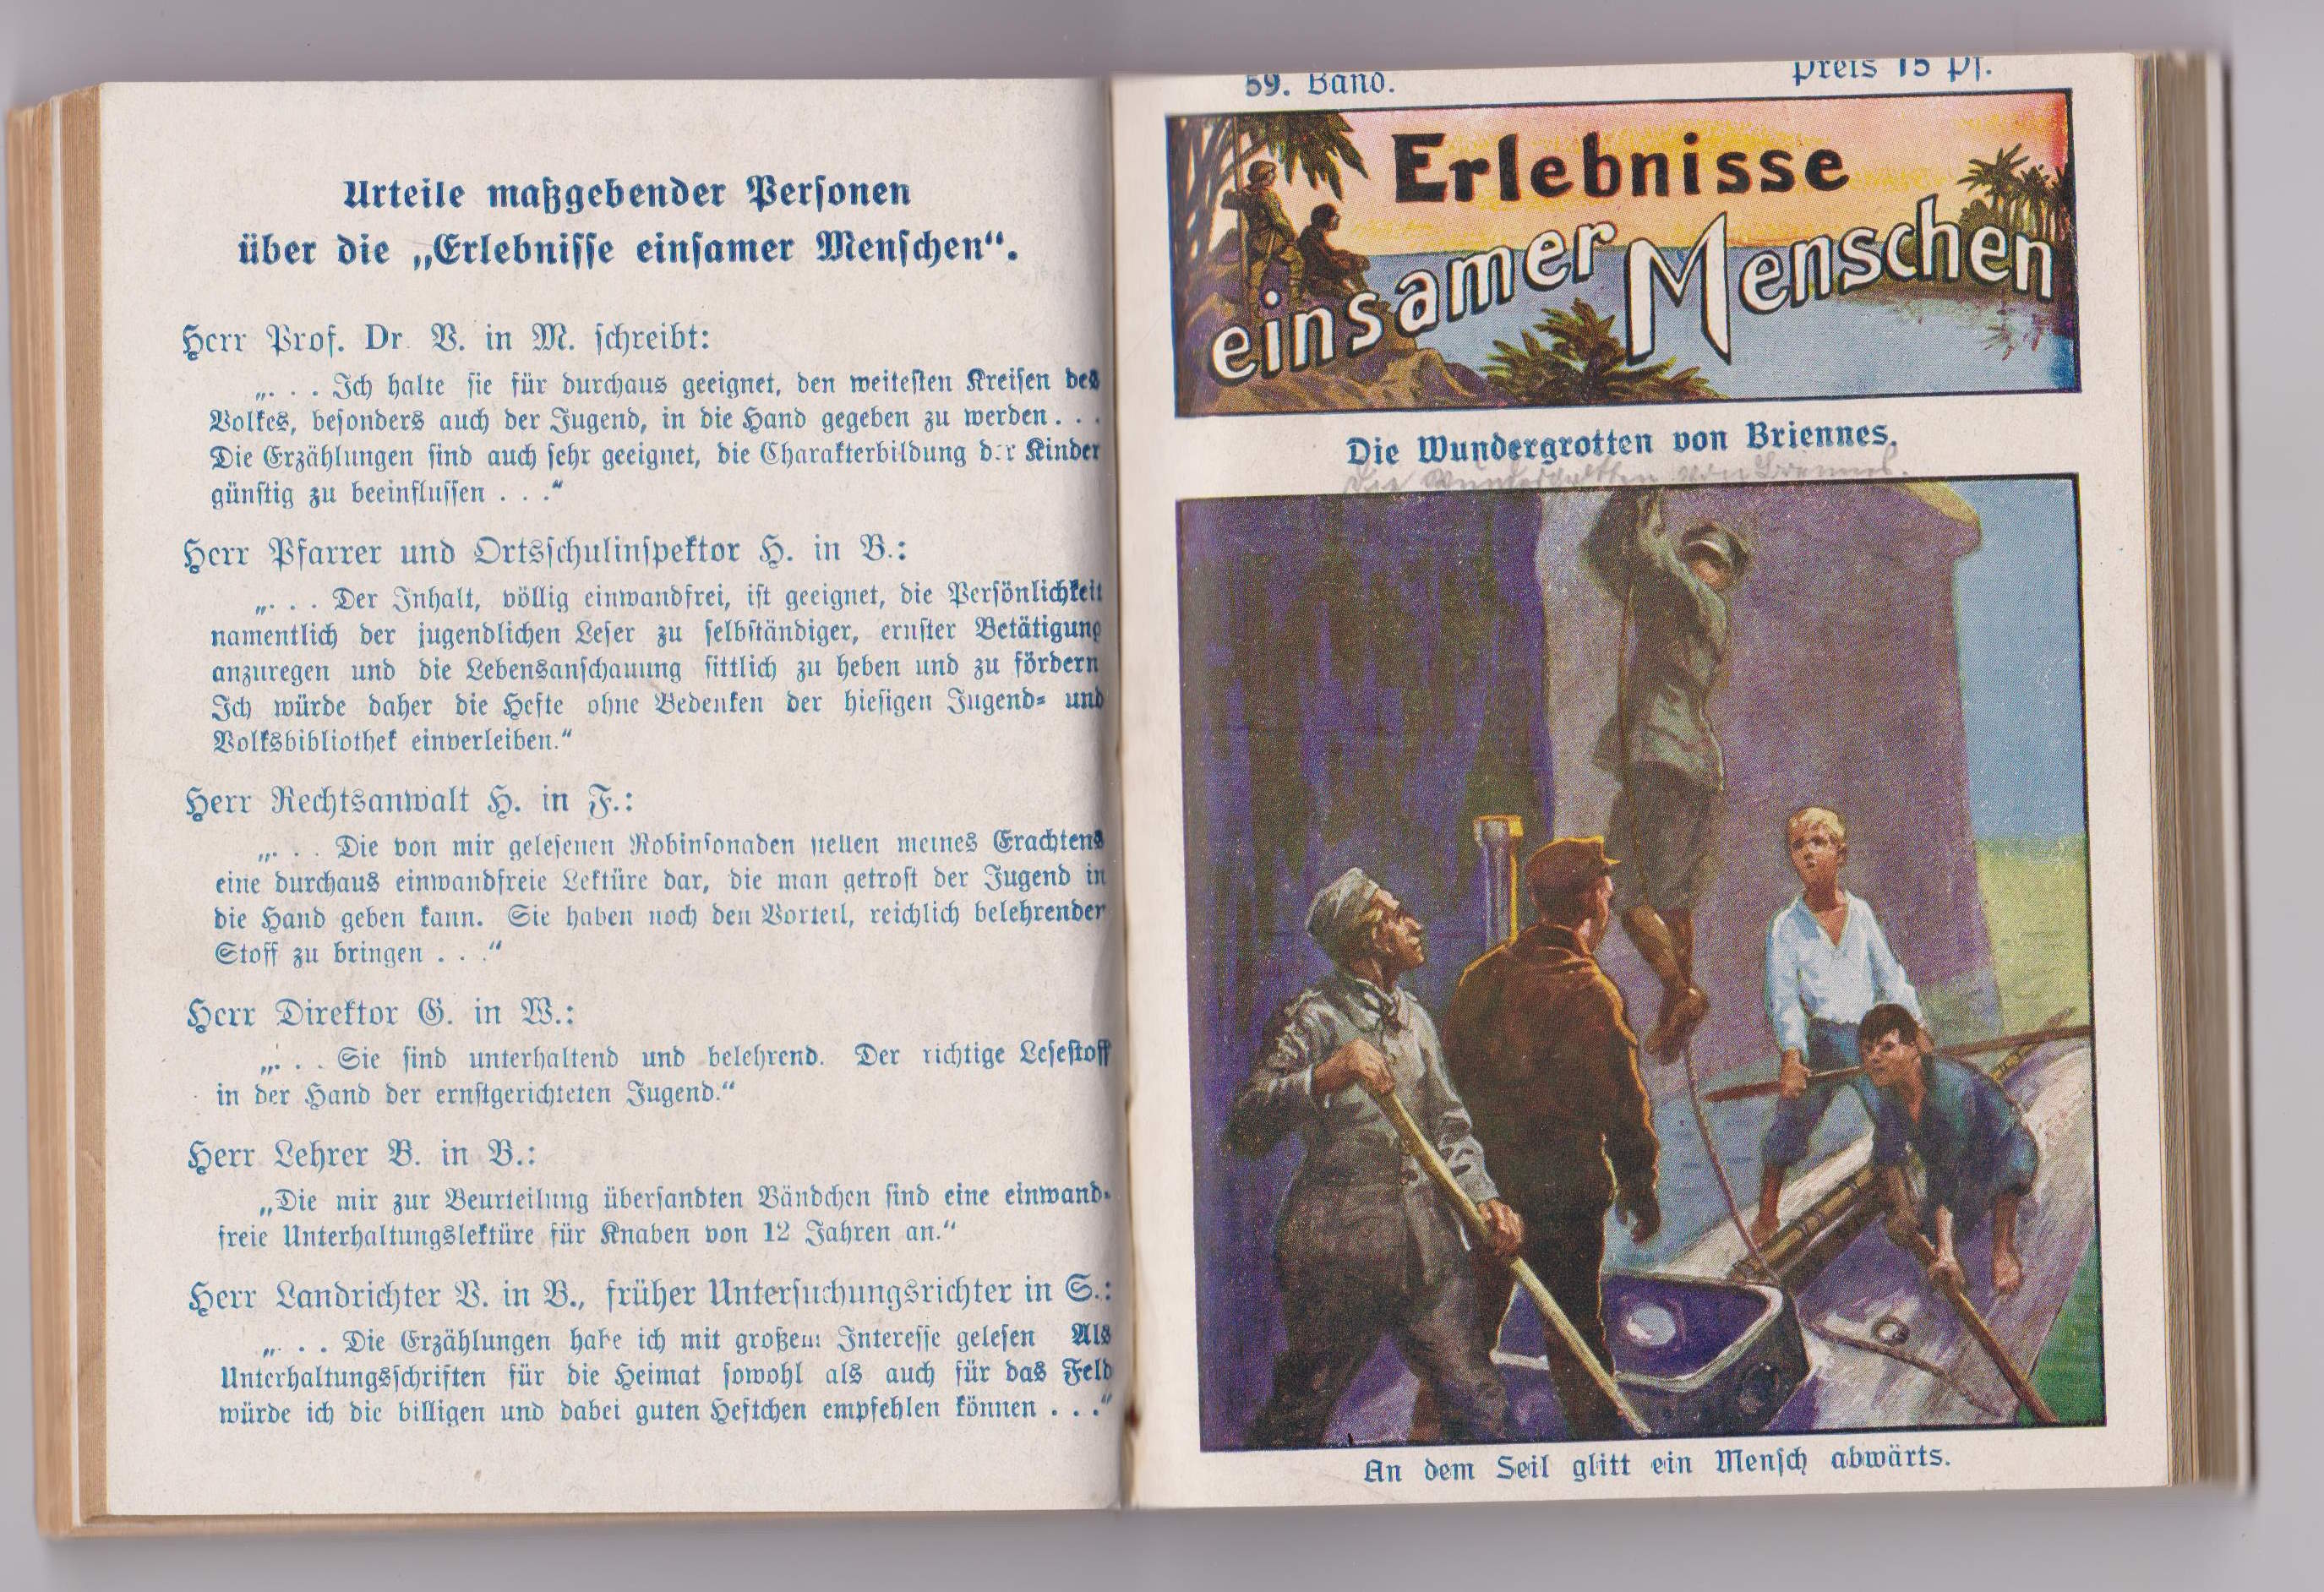 Urteile maßgebender Personen
über die „Erlebnisse einsamer Menschen“.
Herr Prof. Dr. V. in M. schreibt:
„. . . Ich halte sie für durchaus geeignet, den weitesten Kreisen des
Volkes, besonders auch der Jugend, in die Hand gegeben zu werden. . .
Die Erzählungen sind auch sehr geeignet, die Charakterbildung der Kinder
günstig zu beeinflussen . . .“
Herr Pfarrer und Ortsschulinspektor H. in B.:
„. . . Der Inhalt, völlig einwandfrei, ist geeignet, die Persönlichkeit
namentlich der jugendlichen Leser zu selbständiger, ernster Betätigung
anzuregen und die Lebensanschauung sittlich zu heben und zu fördern
Ich würde daher die Hefte ohne Bedenken der hiesigen Jugend- und
Volksbibliothek einverleiben.“
Herr Rechtsanwalt H. in F.:
„. . . Die von mir gelesenen Robinsonaden stellen meines Erachtens
eine durchaus einwandfreie Lektüre dar, die man getrost der Jugend in
die Hand geben kann. Sie haben noch den Vorteil, reichlich belehrender
Stoff zu bringen . . .“
Herr Direktor G. in W.:
„. . . Sie sind unterhaltend und belehrend. Der richtige Lesestoff
in der Hand der ernstgerichteten Jugend.“
Herr Lehrer B. in B.:
„Die mir zur Beurteilung übersandten Bändchen sind eine einwand-
freie Unterhaltungslektüre für Knaben von 12 Jahren an.“
Herr Landrichter V. in B., früher Untersuchungsrichter in S.:
„. . . Die Erzählungen habe ich mit großem Interesse gelesen Als
Unterhaltungsschriften für die Heimat sowohl als auch für das Feld
würde ich die billigen und dabei guten Heftchen empfehlen können . . .“
59. Band.
Preis 15 Pf.
Erlebnisse
einsamer Menschen
Die Wundergrotten von Briennes.
Die Wundergrotten von Briennes.
An dem Seil glitt ein Mensch abwärts.